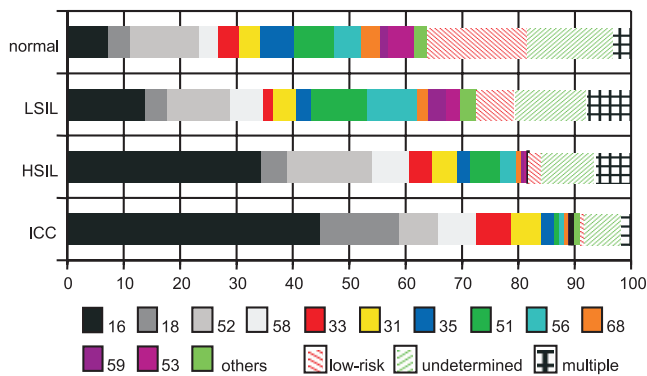 normal
LSIL
HSIL
ICC
0 10 20 30 40 50 60 70 80 90 100
16 18 52 58 33 31 35 51 56 68
59 53 others low-risk undetermined multiple